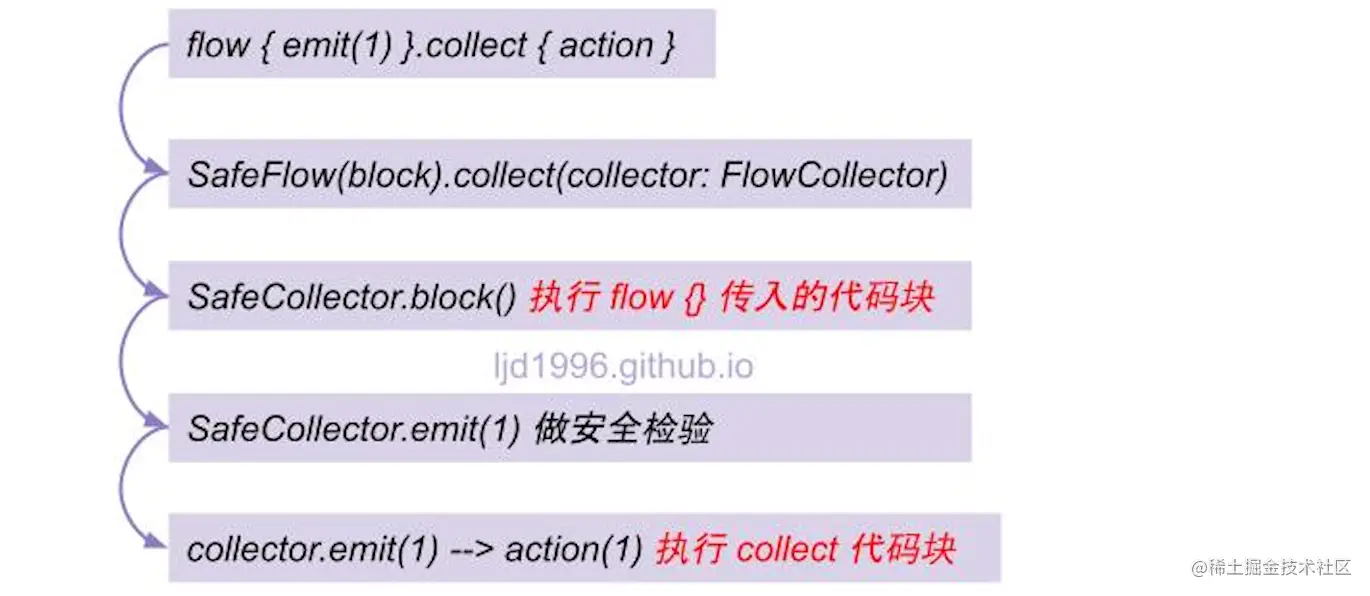 flow { emit(1) }.collect { action }
SafeFlow(block).collect(collector: FlowCollector)
SafeCollector.block() 执行 flow {} 传入的代码块
ljd1996.github.io
SafeCollector.emit(1) 做安全检验
collector.emit(1) --> action(1) 执行 collect 代码块
@稀土掘金技术社区